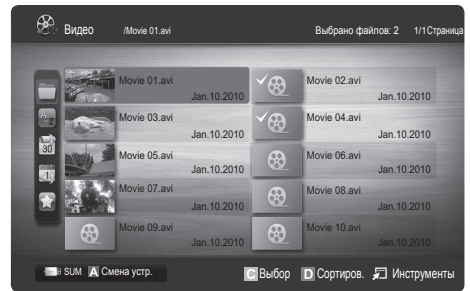 Видео /Movie 01.avi Выбрано файлов: 2 1/1Страница
Movie 01.avi Movie 02.avi
Jan.10.2010 Jan.10.2010
Movie 03.avi Movie 04.avi
Jan.10.2010 Jan.10.2010
Movie 05.avi Movie 06.avi
Jan.10.2010 Jan.10.2010
Movie 07.avi Movie 08.avi
Jan.10.2010 Jan.10.2010
Movie 09.avi Movie 10.avi
Jan.10.2010 Jan.10.2010
SUM A Смена устр. C Выбор D Сортиров. Инструменты
30
1